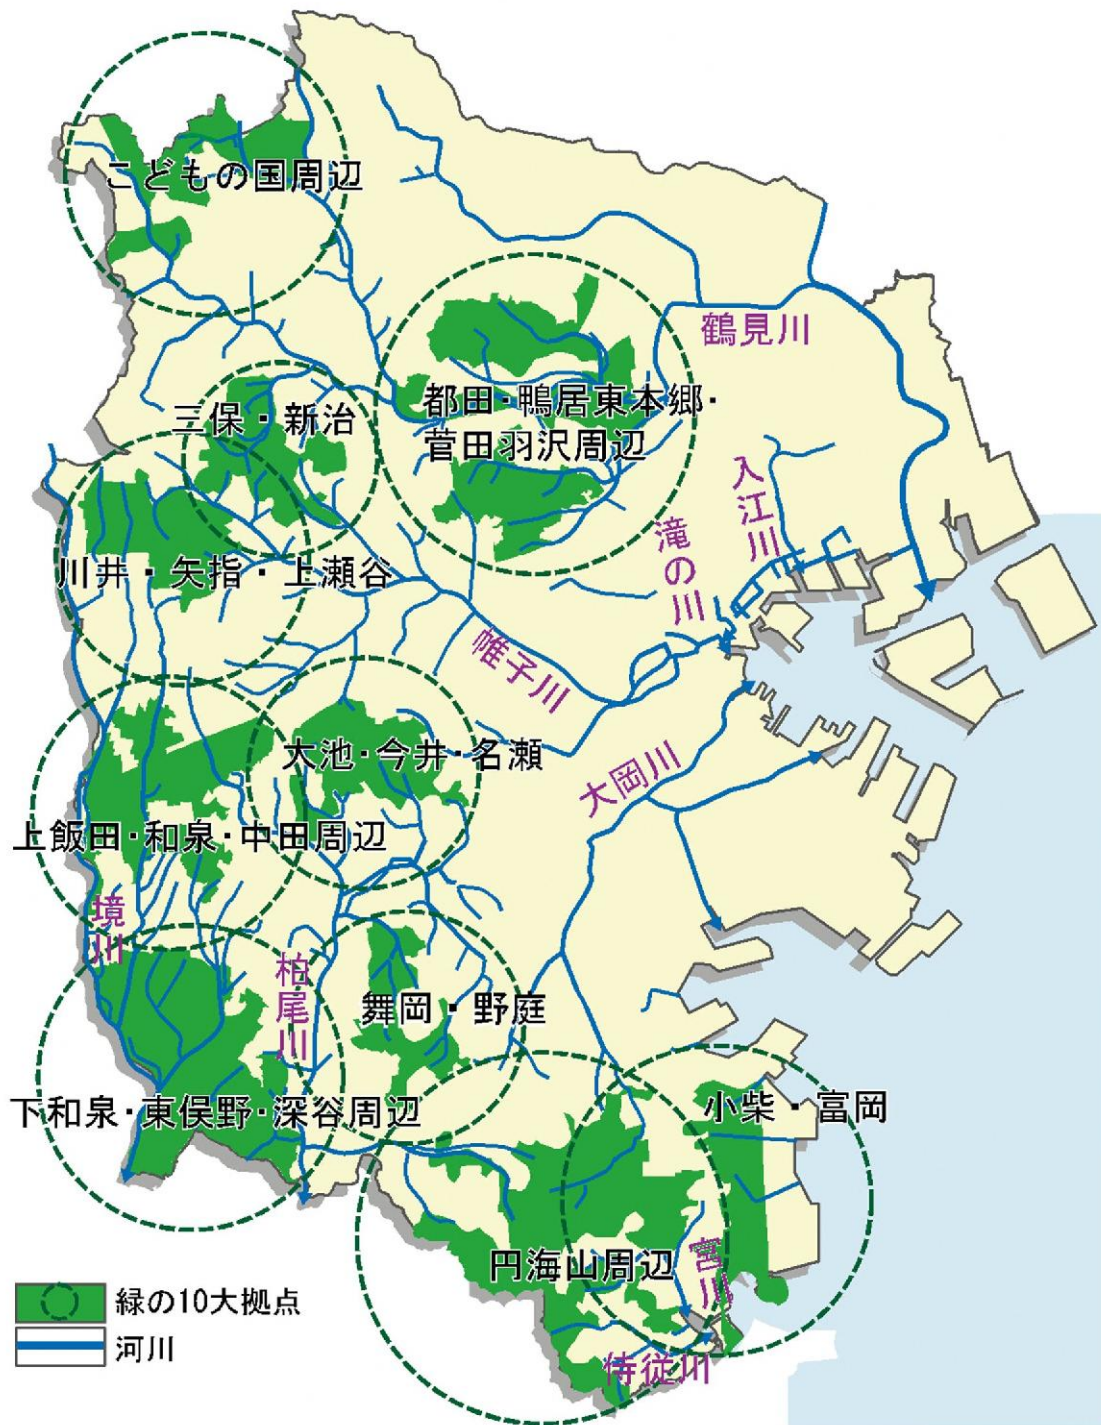 こどもの国周辺
鶴見川
都田・鴨居東本郷・
菅田羽沢周辺
三保・新治
入江川
滝の川
川井・矢指・上瀬谷
帷子川
大池・今井・名瀬
大岡川
上飯田・和泉・中田周辺
境川
柏尾川
舞岡・野庭
下和泉・東俣野・深谷周辺
小柴・富岡
円海山周辺
宮川
侍従川
緑の10大拠点
河川